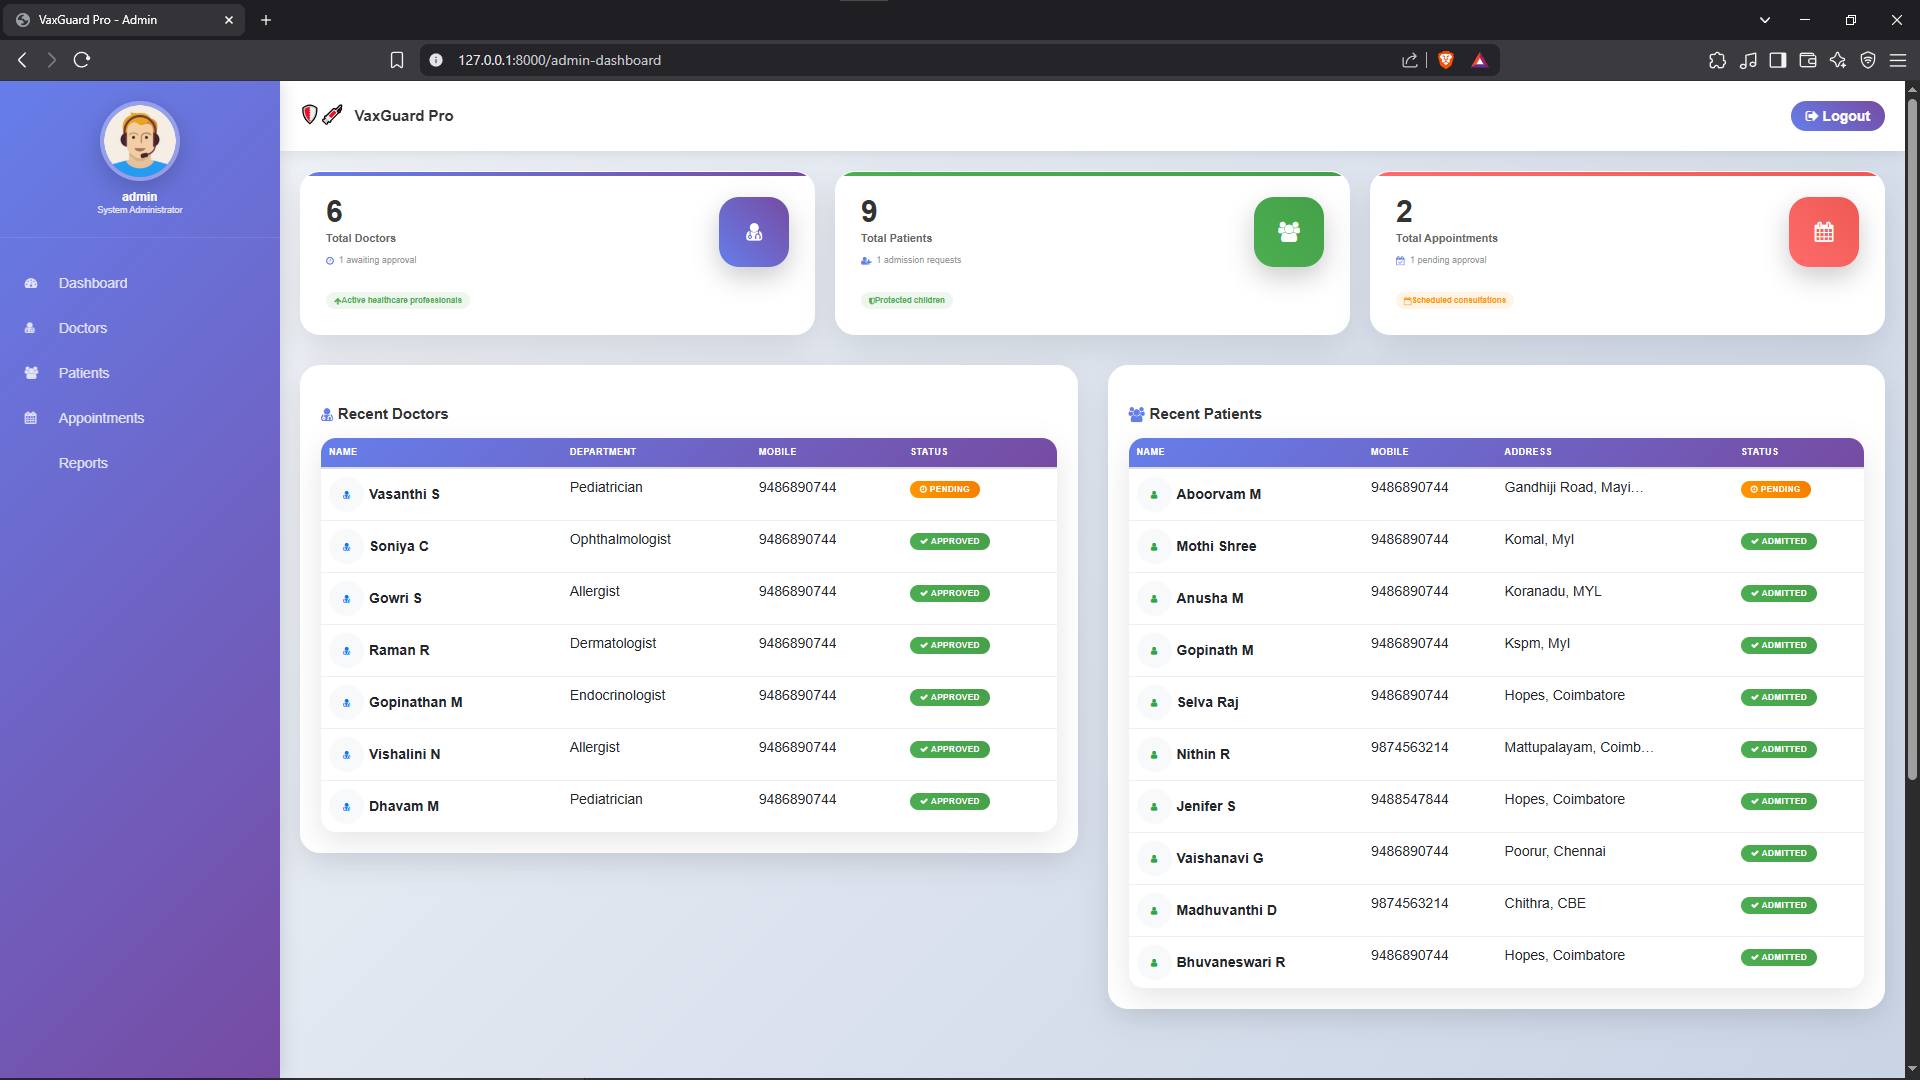 VaxGuard Pro - Admin
127.0.0.1:8000/admin-dashboard
admin
System Administrator
Dashboard
Doctors
Patients
Appointments
Reports
VaxGuard Pro
Logout
6
Total Doctors
1 awaiting approval
Active healthcare professionals
9
Total Patients
1 admission requests
Protected children
2
Total Appointments
1 pending approval
Scheduled consultations
Recent Doctors
NAME DEPARTMENT MOBILE STATUS
Vasanthi S Pediatrician 9486890744 PENDING
Soniya C Ophthalmologist 9486890744 APPROVED
Gowri S Allergist 9486890744 APPROVED
Raman R Dermatologist 9486890744 APPROVED
Gopinathan M Endocrinologist 9486890744 APPROVED
Vishalini N Allergist 9486890744 APPROVED
Dhavam M Pediatrician 9486890744 APPROVED
Recent Patients
NAME MOBILE ADDRESS STATUS
Aboorvam M 9486890744 Gandhiji Road, Mayi... PENDING
Mothi Shree 9486890744 Komal, Myl ADMITTED
Anusha M 9486890744 Koranadu, MYL ADMITTED
Gopinath M 9486890744 Kspm, Myl ADMITTED
Selva Raj 9486890744 Hopes, Coimbatore ADMITTED
Nithin R 9874563214 Mattupalayam, Coimb... ADMITTED
Jenifer S 9488547844 Hopes, Coimbatore ADMITTED
Vaishanavi G 9486890744 Poorur, Chennai ADMITTED
Madhuvanthi D 9874563214 Chithra, CBE ADMITTED
Bhuvaneswari R 9486890744 Hopes, Coimbatore ADMITTED